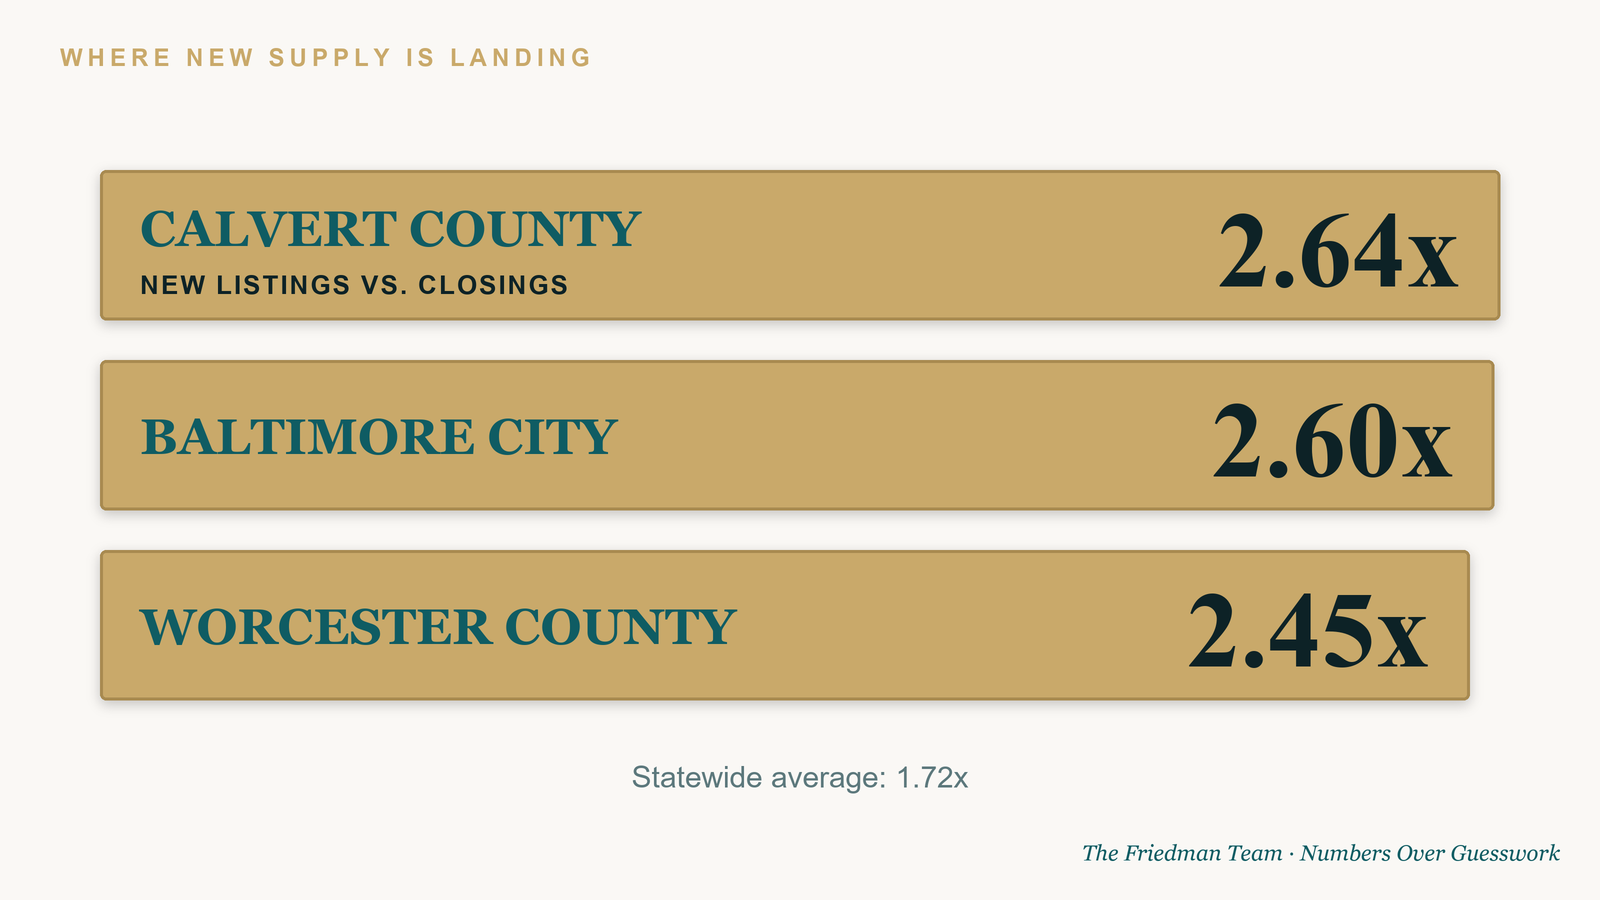 WHERE NEW SUPPLY IS LANDING
CALVERT COUNTY
NEW LISTINGS VS. CLOSINGS
2.64x
BALTIMORE CITY
2.60x
WORCESTER COUNTY
2.45x
Statewide average: 1.72x
The Friedman Team · Numbers Over Guesswork